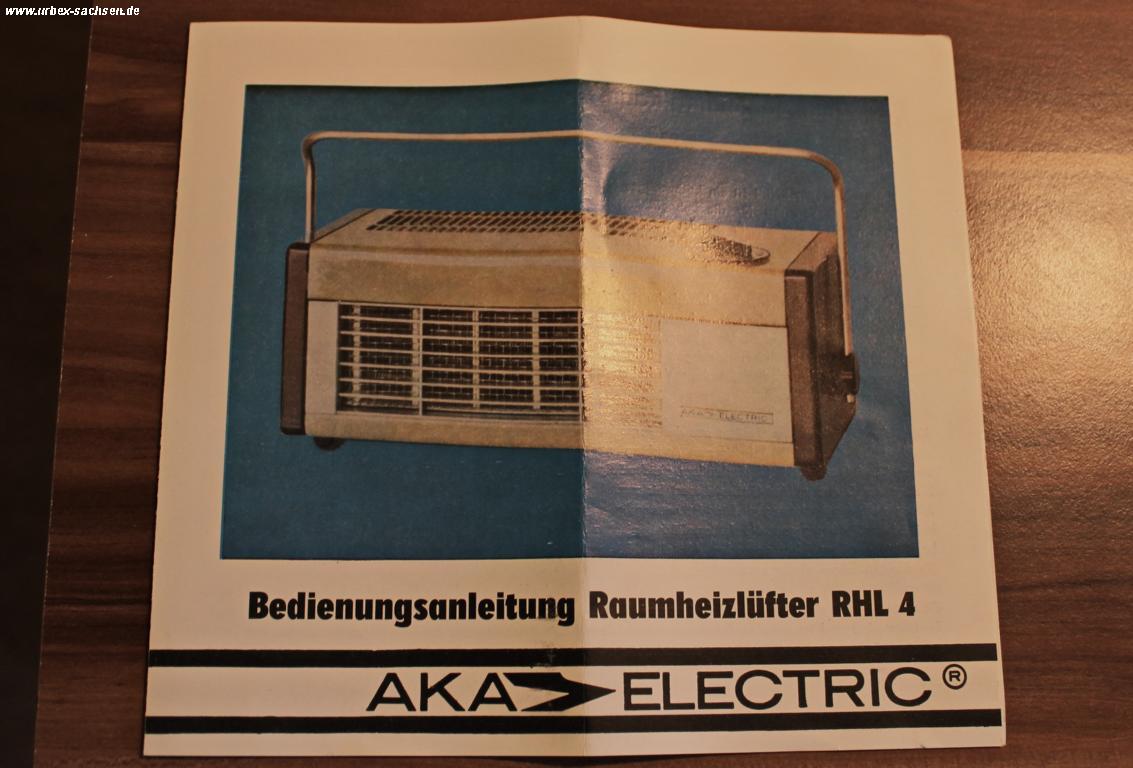 www.urbex-sachsen.de
AKA ELECTRIC
Bedienungsanleitung Raumheizlüfter RHL 4
AKA ELECTRIC ®